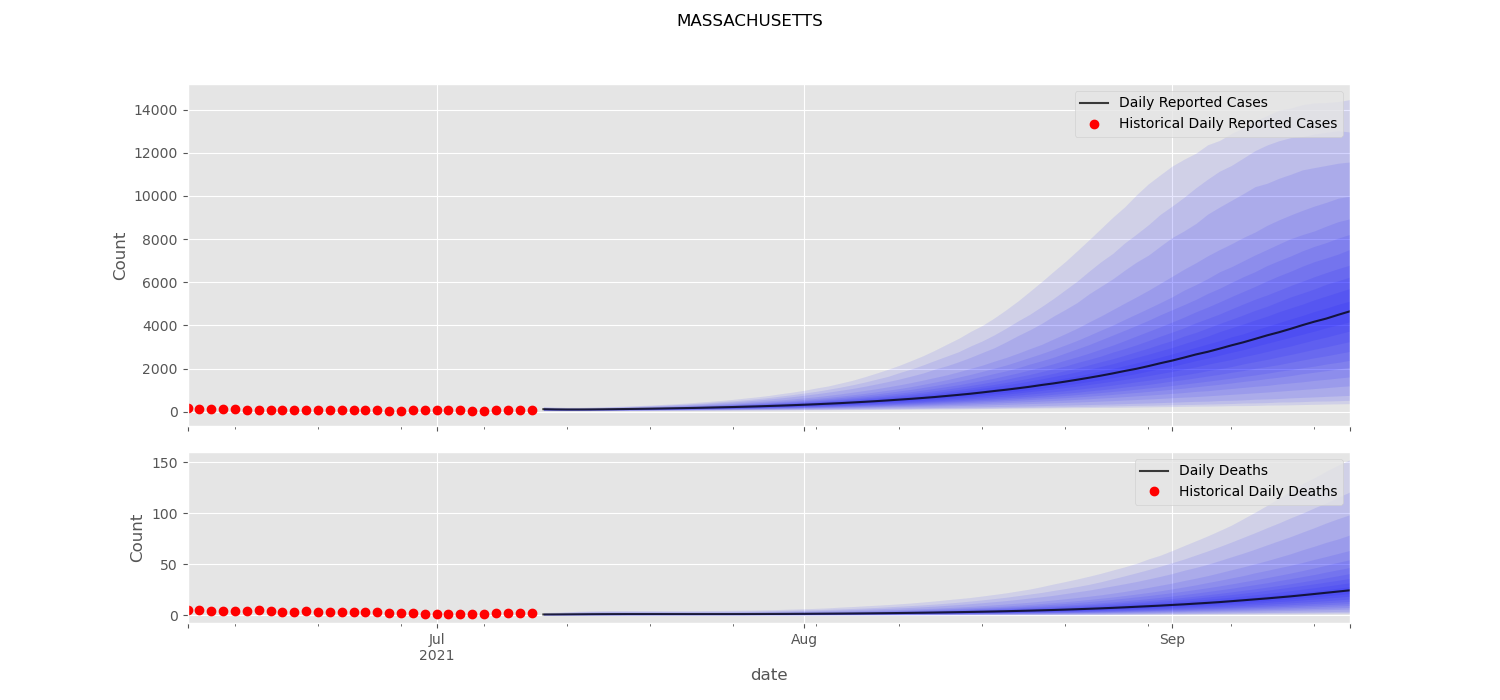 MASSACHUSETTS
14000
12000
10000
8000
6000
4000
2000
0
Count
Daily Reported Cases
Historical Daily Reported Cases
150
100
50
0
Count
Daily Deaths
Historical Daily Deaths
Jul
2021
Aug
Sep
date